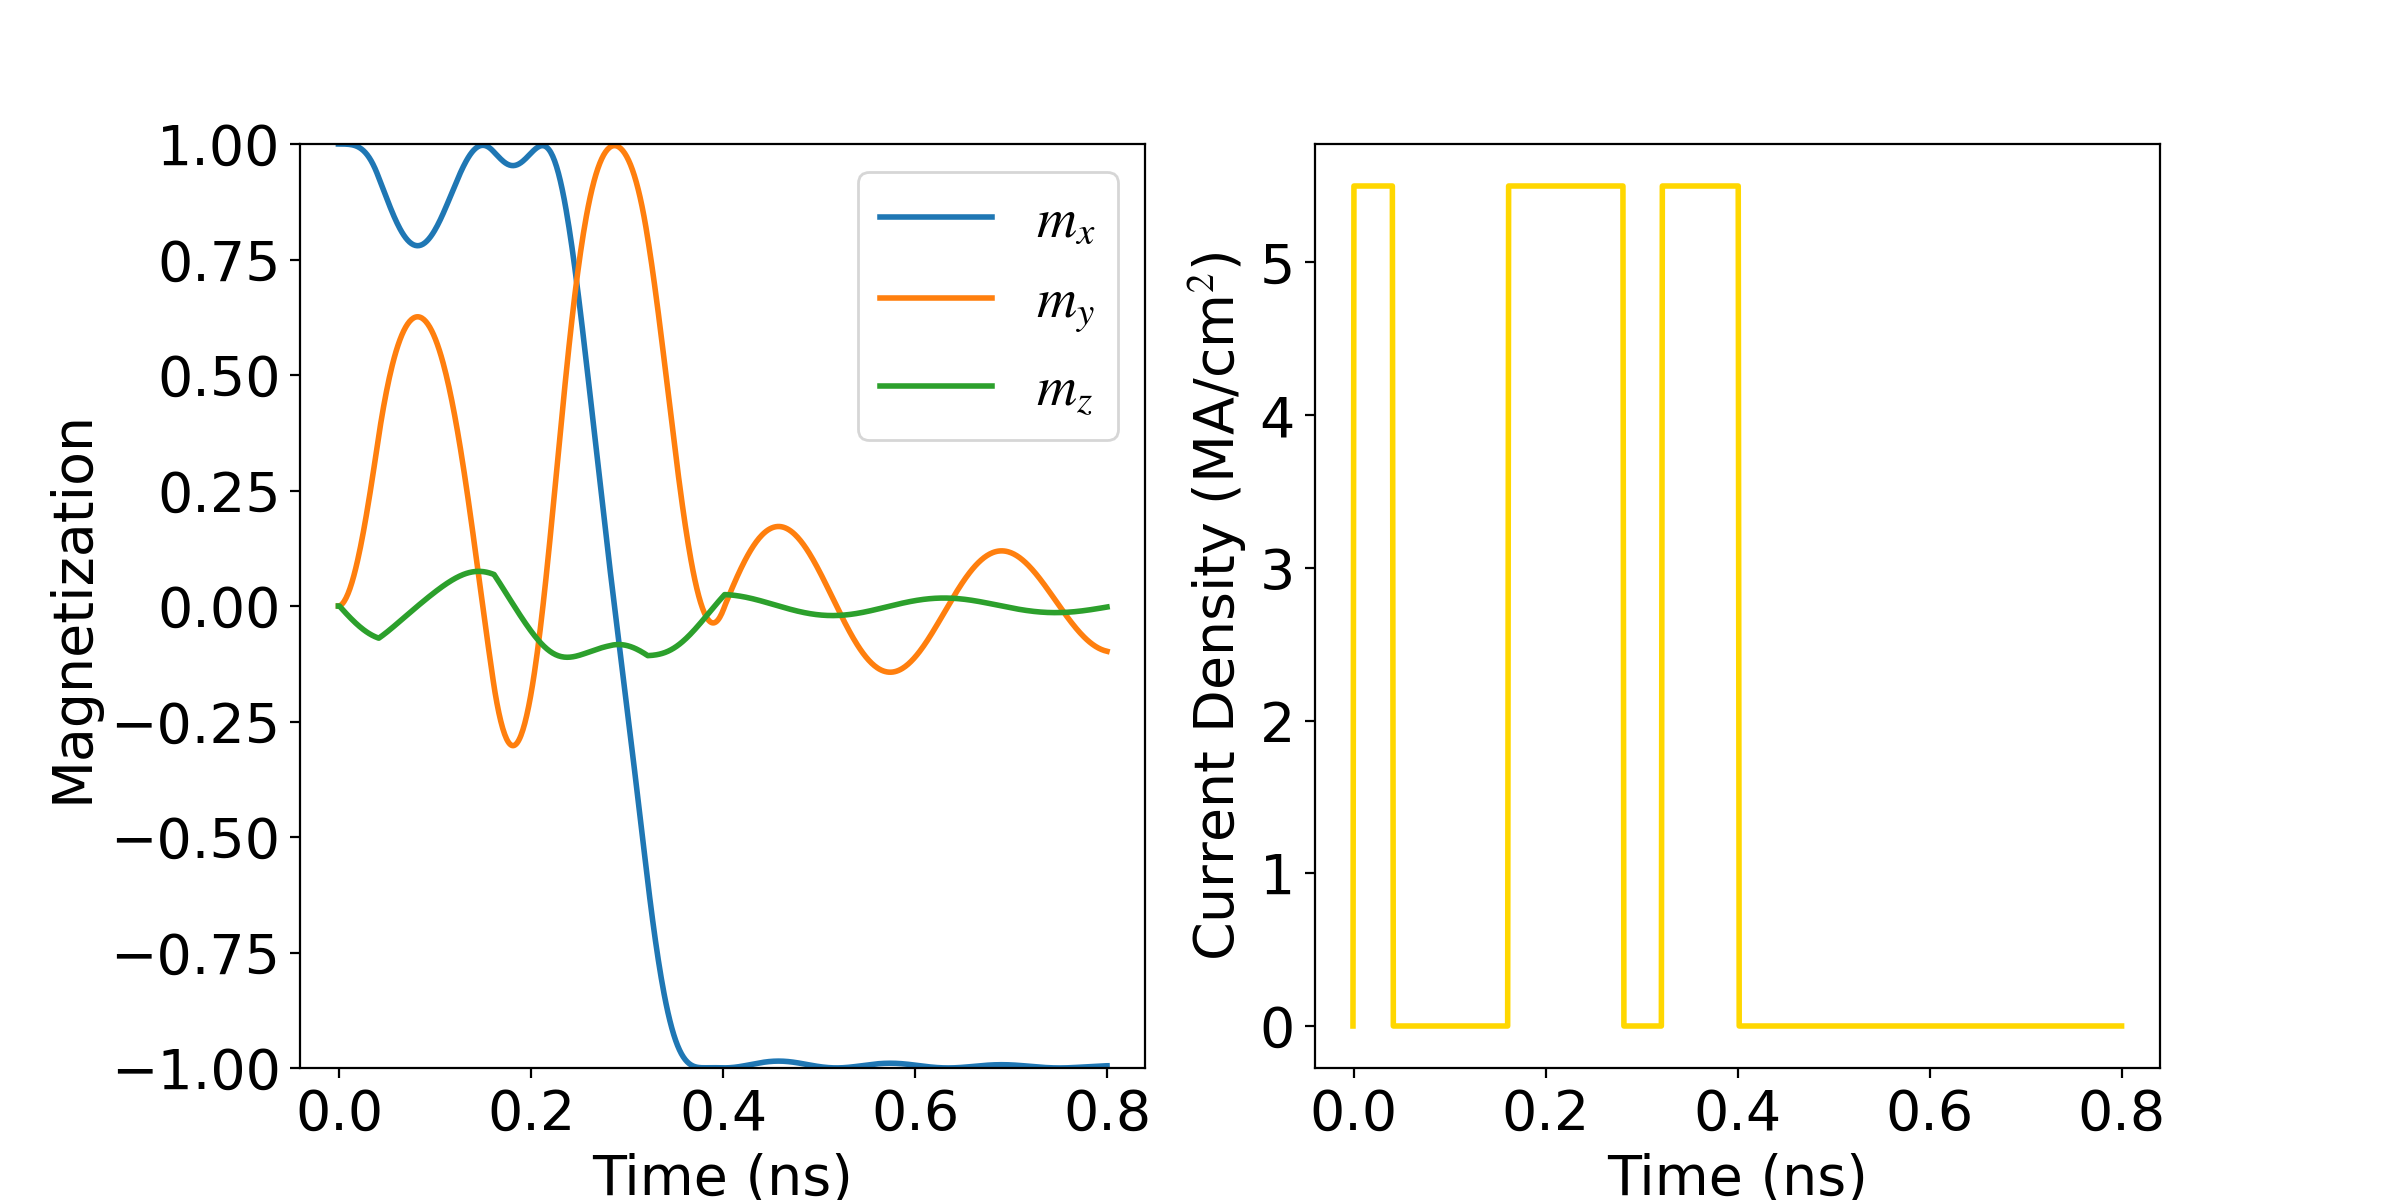 Magnetization
1.00
0.75
0.50
0.25
0.00
−0.25
−0.50
−0.75
−1.00
0.0 0.2 0.4 0.6 0.8
Time (ns)
m_x
m_y
m_z
Current Density (MA/cm²)
5
4
3
2
1
0
0.0 0.2 0.4 0.6 0.8
Time (ns)